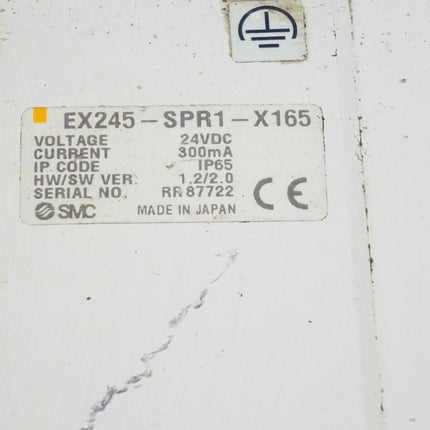 EX245-SPR1-X165
VOLTAGE 24VDC
CURRENT 300mA
IP CODE IP65
HW/SW VER. 1.2/2.0
SERIAL NO. RR87722
SMC MADE IN JAPAN CE